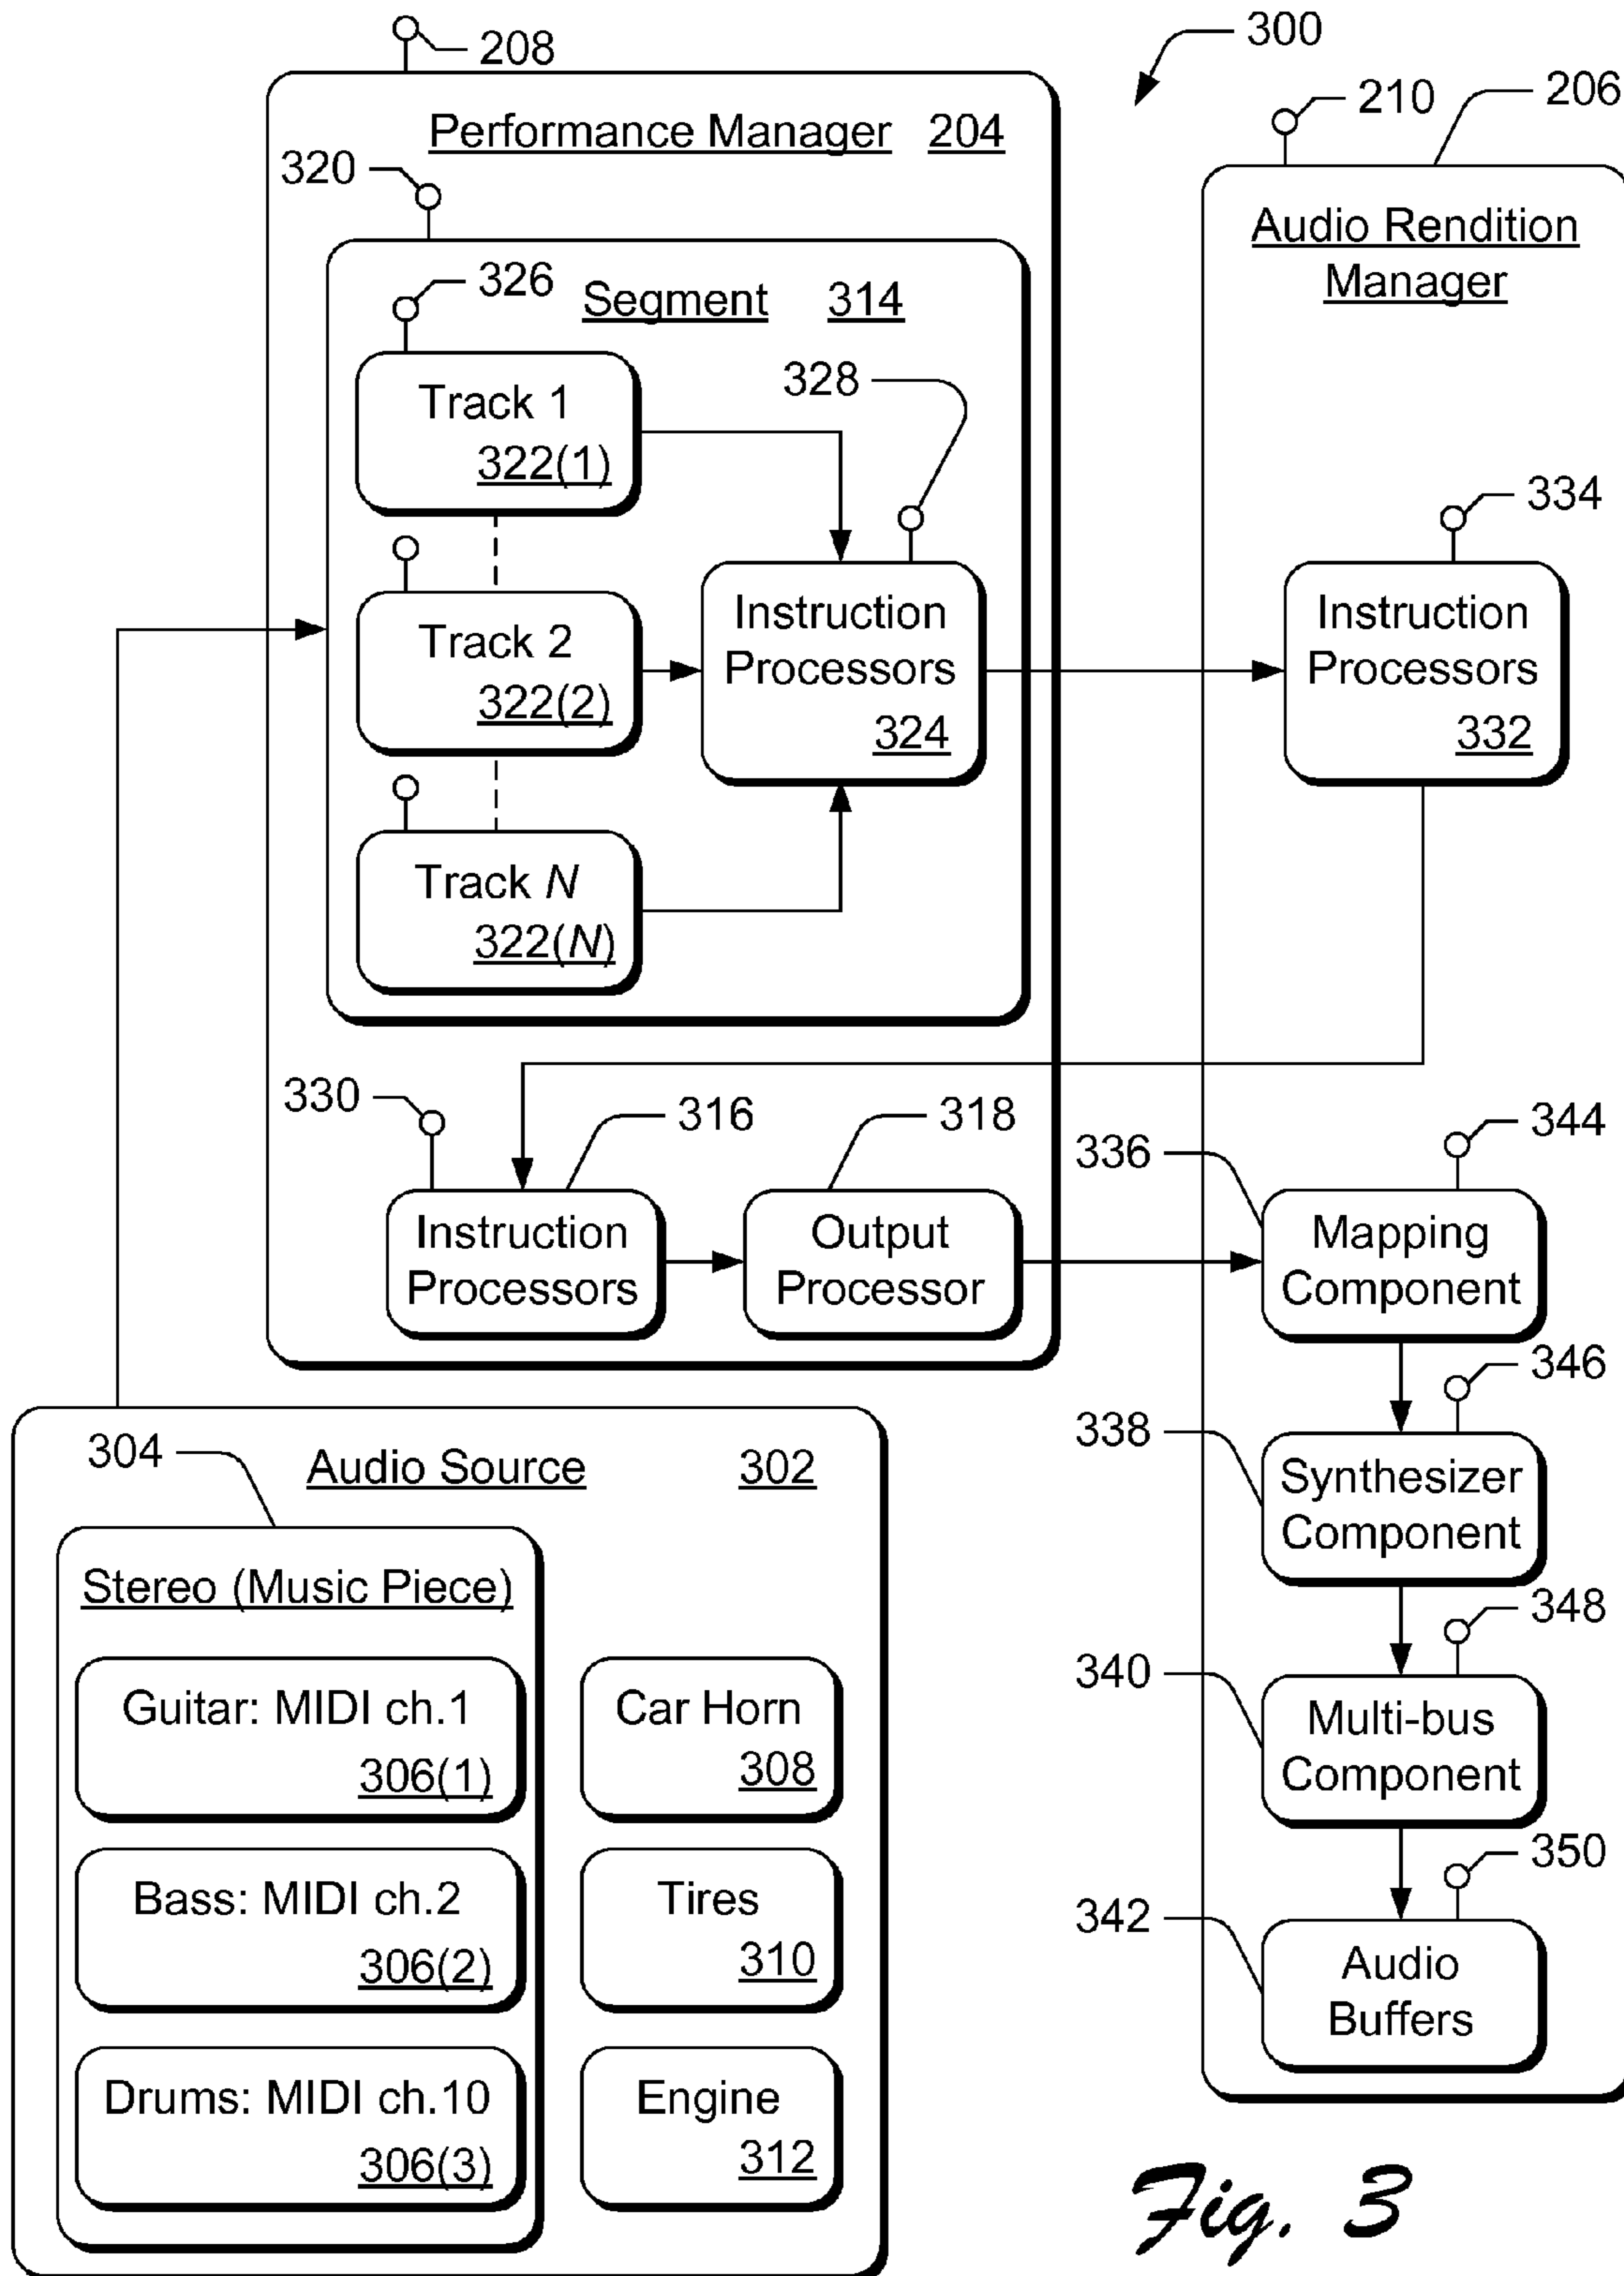 208
300
210
206
Performance Manager 204
320
Audio Rendition
Manager
326
Segment 314
328
Track 1
322(1)
334
Track 2
322(2)
Instruction
Processors
324
Instruction
Processors
332
Track N
322(N)
330
316
318
344
336
Instruction
Processors
Output
Processor
Mapping
Component
346
338
304
Audio Source 302
Synthesizer
Component
Stereo (Music Piece)
348
340
Guitar: MIDI ch.1
306(1)
Car Horn
308
Multi-bus
Component
350
Bass: MIDI ch.2
306(2)
Tires
310
342
Audio
Buffers
Drums: MIDI ch.10
306(3)
Engine
312
Fig. 3